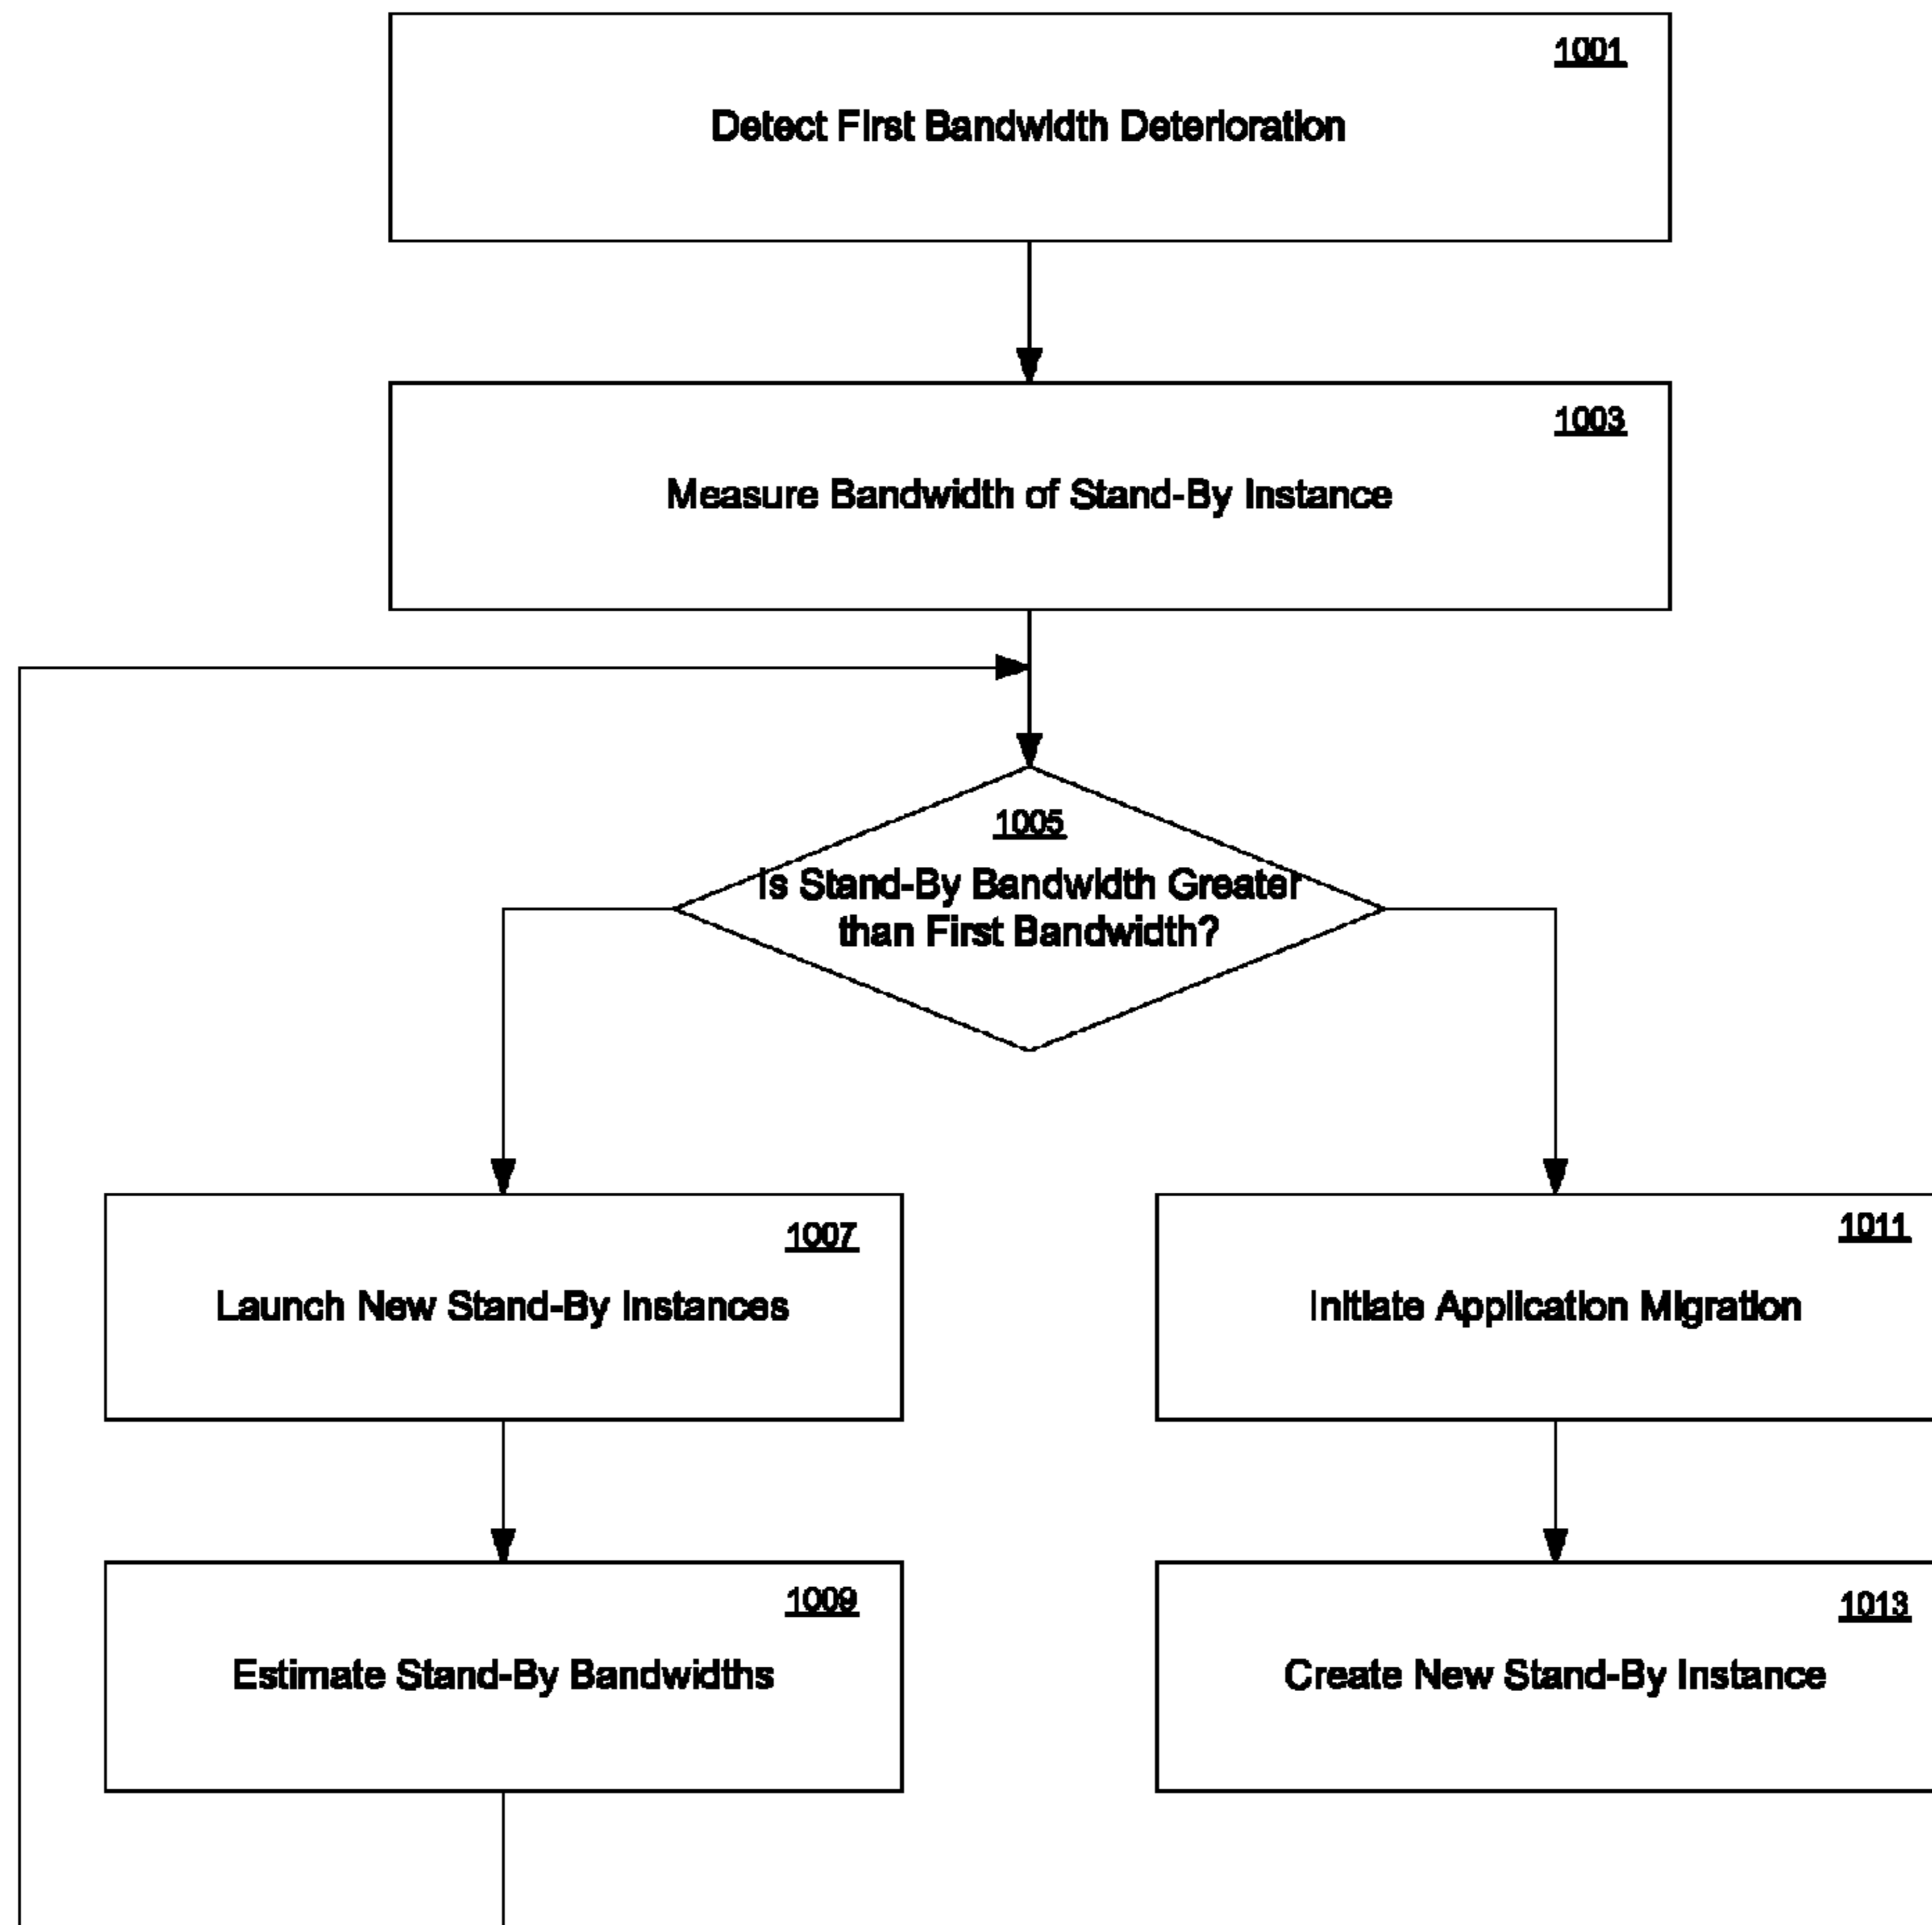 1001
Detect First Bandwidth Deterioration
1003
Measure Bandwidth of Stand-By Instance
1005
Is Stand-By Bandwidth Greater
than First Bandwidth?
1007
Launch New Stand-By Instances
1011
Initiate Application Migration
1009
Estimate Stand-By Bandwidths
1013
Create New Stand-By Instance